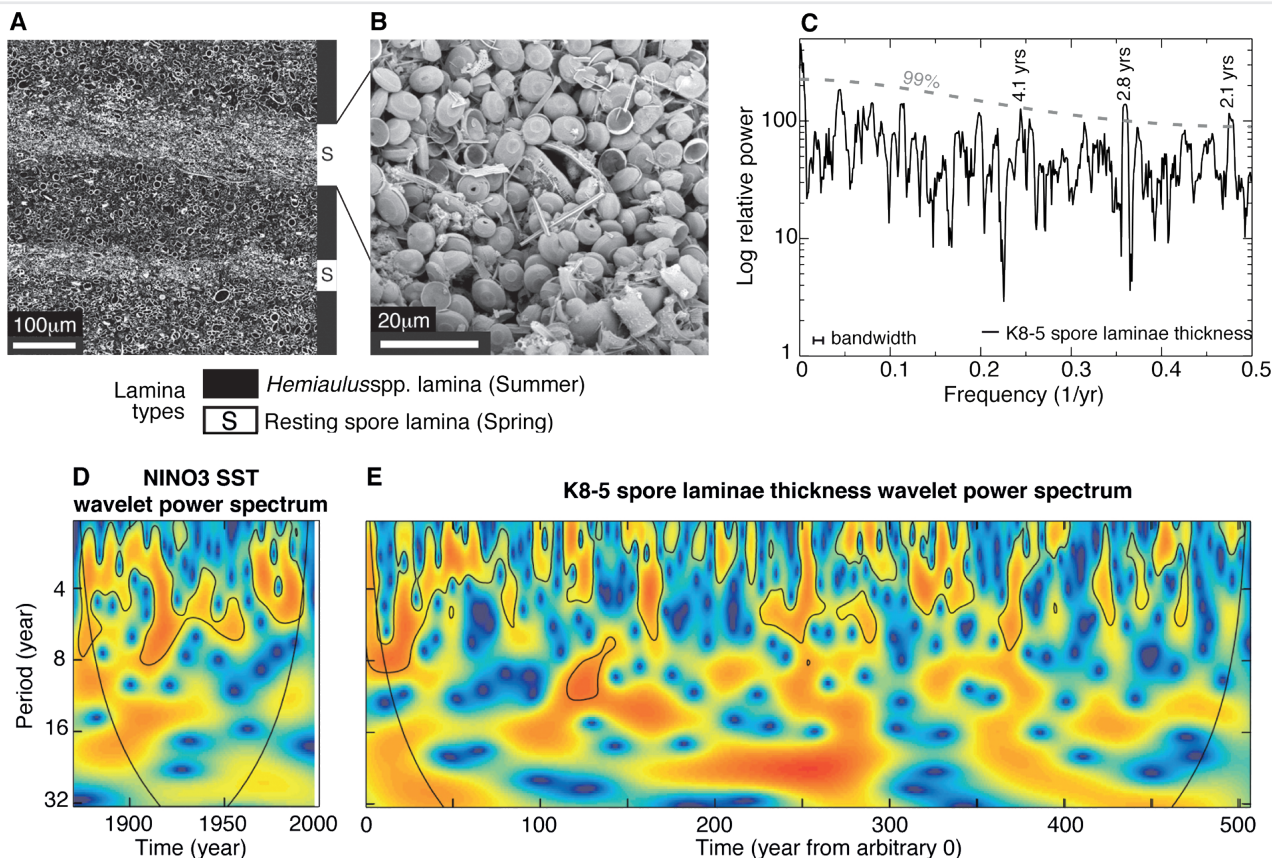 A
B
C
S
S
100μm
20μm
Log relative power
100
10
1
99%
4.1 yrs
2.8 yrs
2.1 yrs
bandwidth
K8-5 spore laminae thickness
0 0.1 0.2 0.3 0.4 0.5
Frequency (1/yr)
Lamina
types
Hemiaulusspp. lamina (Summer)
S Resting spore lamina (Spring)
D NINO3 SST
wavelet power spectrum
E K8-5 spore laminae thickness wavelet power spectrum
Period (year)
4
8
16
32
1900 1950 2000
Time (year)
0 100 200 300 400 500
Time (year from arbitrary 0)